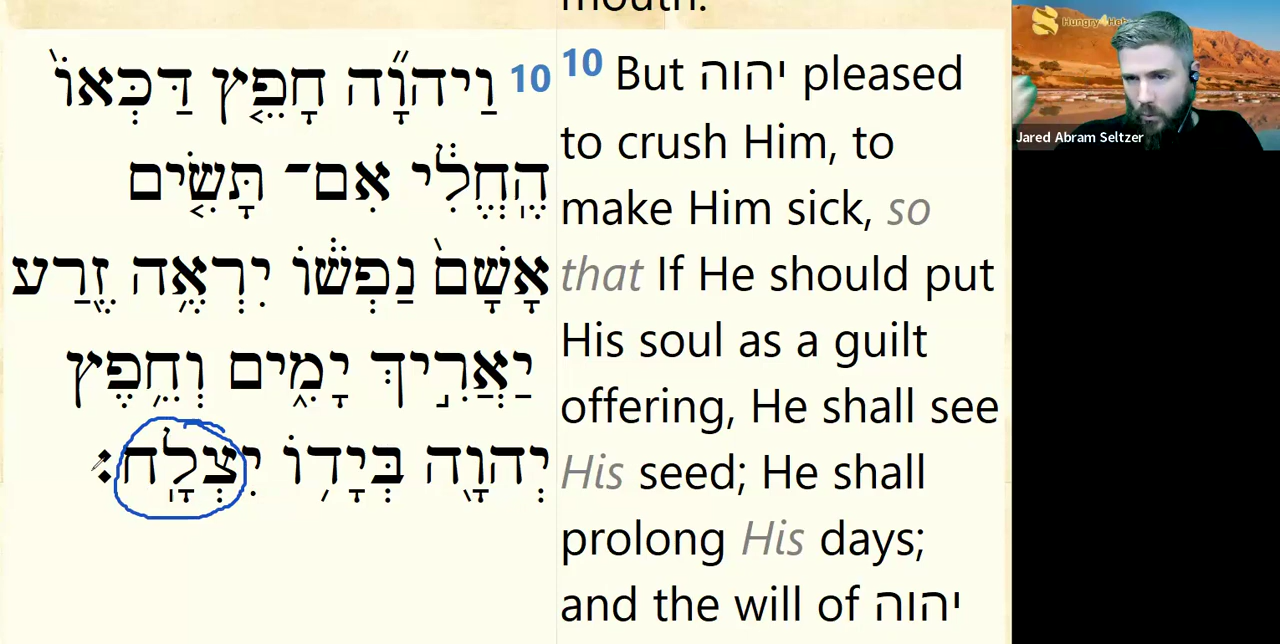 mouth.
10 וַיהוָ֞ה חָפֵ֤ץ דַּכְּאוֹ֙
הֶֽחֱלִ֔י אִם־ תָּשִׂ֤ים
אָשָׁם֙ נַפְשׁ֔וֹ יִרְאֶ֥ה זֶ֖רַע
יַאֲרִ֣יךְ יָמִ֑ים וְחֵ֥פֶץ
יְהוָ֖ה בְּיָד֥וֹ יִצְלָֽח׃
10 But יהוה pleased
to crush Him, to
make Him sick, so
that If He should put
His soul as a guilt
offering, He shall see
His seed; He shall
prolong His days;
and the will of יהוה
Jared Abram Seltzer